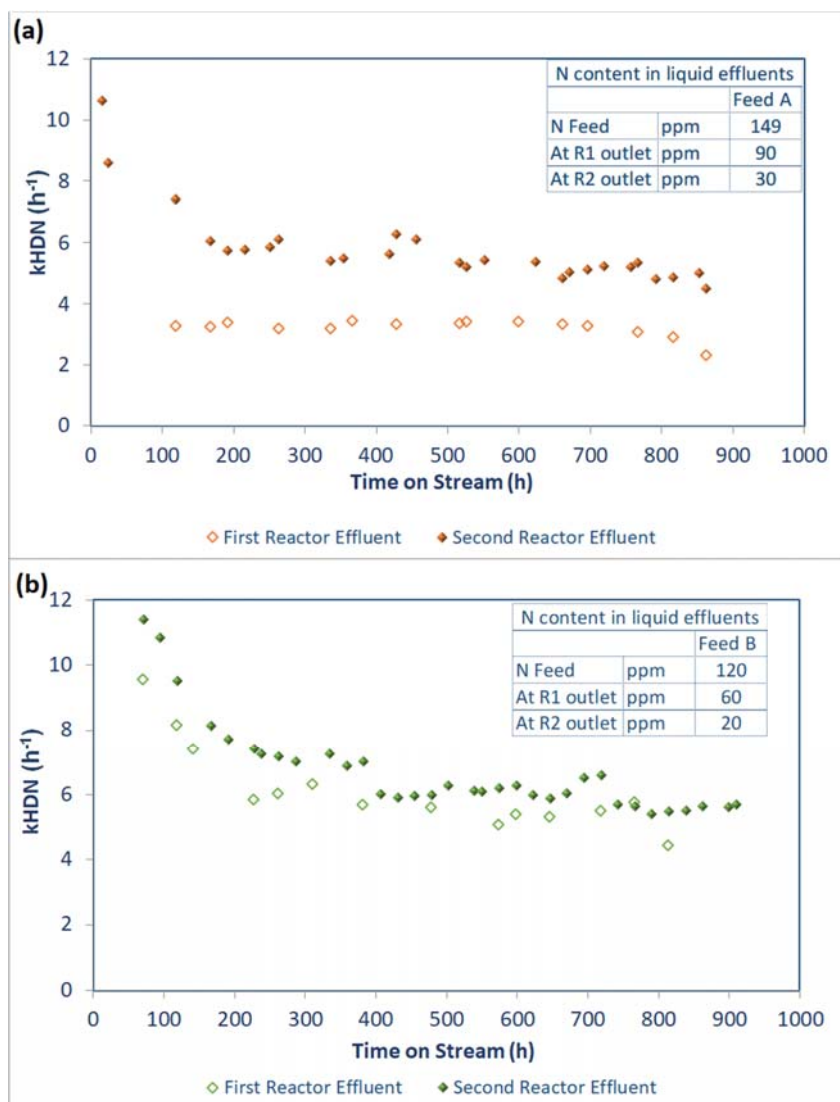 (a)
12
10
8
6
4
2
0
kHDN (h⁻¹)
N content in liquid effluents
Feed A
N Feed ppm 149
At R1 outlet ppm 90
At R2 outlet ppm 30
0 100 200 300 400 500 600 700 800 900 1000
Time on Stream (h)
First Reactor Effluent Second Reactor Effluent
(b)
12
10
8
6
4
2
0
kHDN (h⁻¹)
N content in liquid effluents
Feed B
N Feed ppm 120
At R1 outlet ppm 60
At R2 outlet ppm 20
0 100 200 300 400 500 600 700 800 900 1000
Time on Stream (h)
First Reactor Effluent Second Reactor Effluent